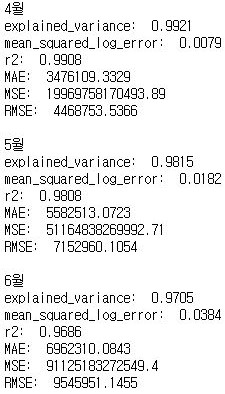 4월
explained_variance: 0.9921
mean_squared_log_error: 0.0079
r2: 0.9908
MAE: 3476109.3329
MSE: 19969758170493.89
RMSE: 4468753.5366
5월
explained_variance: 0.9815
mean_squared_log_error: 0.0182
r2: 0.9808
MAE: 5582513.0723
MSE: 51164838269992.71
RMSE: 7152960.1054
6월
explained_variance: 0.9705
mean_squared_log_error: 0.0384
r2: 0.9686
MAE: 6962310.0843
MSE: 91125183272549.4
RMSE: 9545951.1455